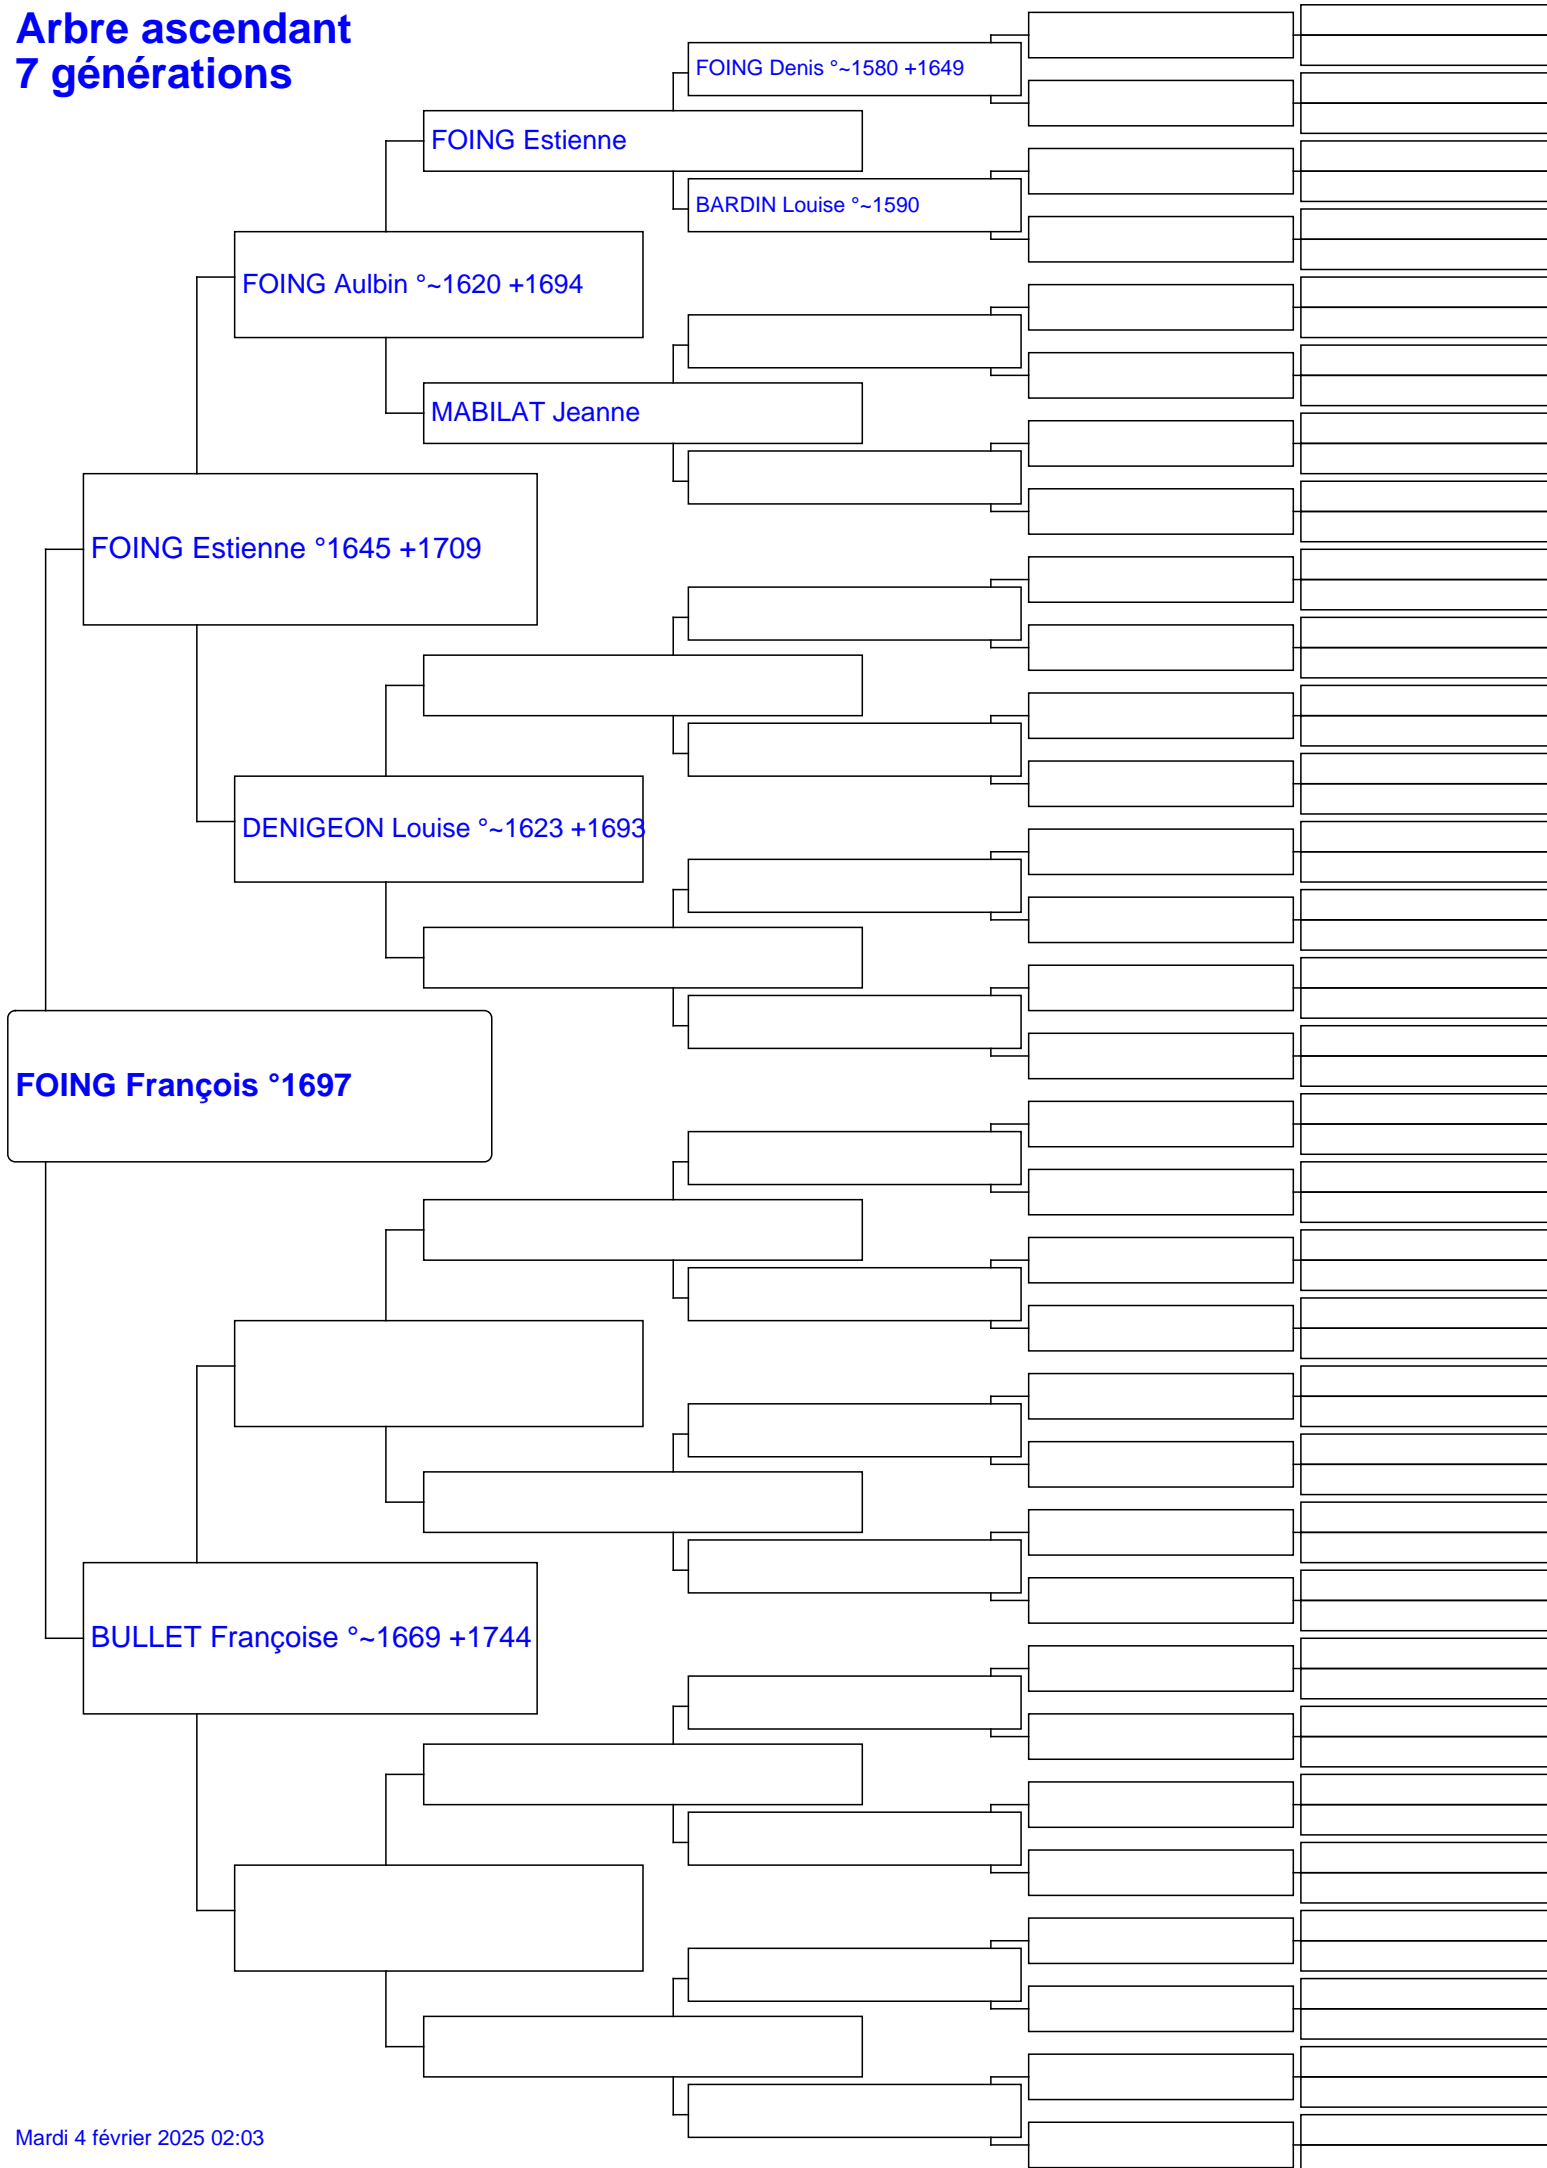 Arbre ascendant
7 générations
FOING Denis °~1580 +1649
FOING Estienne
BARDIN Louise °~1590
FOING Aulbin °~1620 +1694
MABILAT Jeanne
FOING Estienne °1645 +1709
DENIGEON Louise °~1623 +1693
FOING François °1697
BULLET Françoise °~1669 +1744
Mardi 4 février 2025 02:03